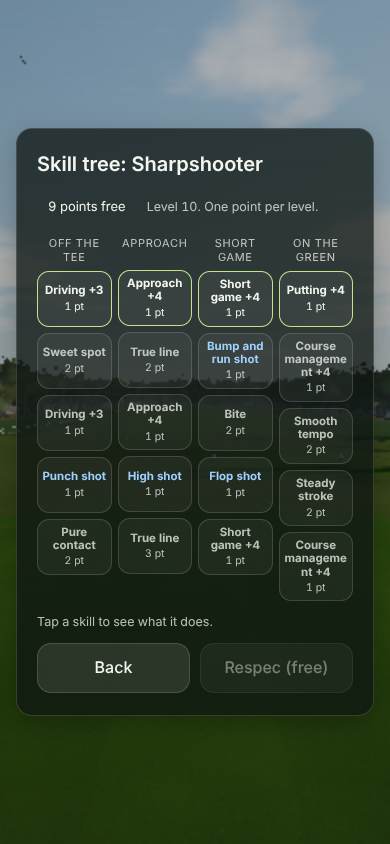 Skill tree: Sharpshooter
9 points free
Level 10. One point per level.
OFF THE
TEE
APPROACH
SHORT
GAME
ON THE
GREEN
Driving +3
1 pt
Approach
+4
1 pt
Short
game +4
1 pt
Putting +4
1 pt
Sweet spot
2 pt
True line
2 pt
Bump and
run shot
1 pt
Course
manageme
nt +4
1 pt
Driving +3
1 pt
Approach
+4
1 pt
Bite
2 pt
Smooth
tempo
2 pt
Punch shot
1 pt
High shot
1 pt
Flop shot
1 pt
Steady
stroke
2 pt
Pure
contact
2 pt
True line
3 pt
Short
game +4
1 pt
Course
manageme
nt +4
1 pt
Tap a skill to see what it does.
Back
Respec (free)